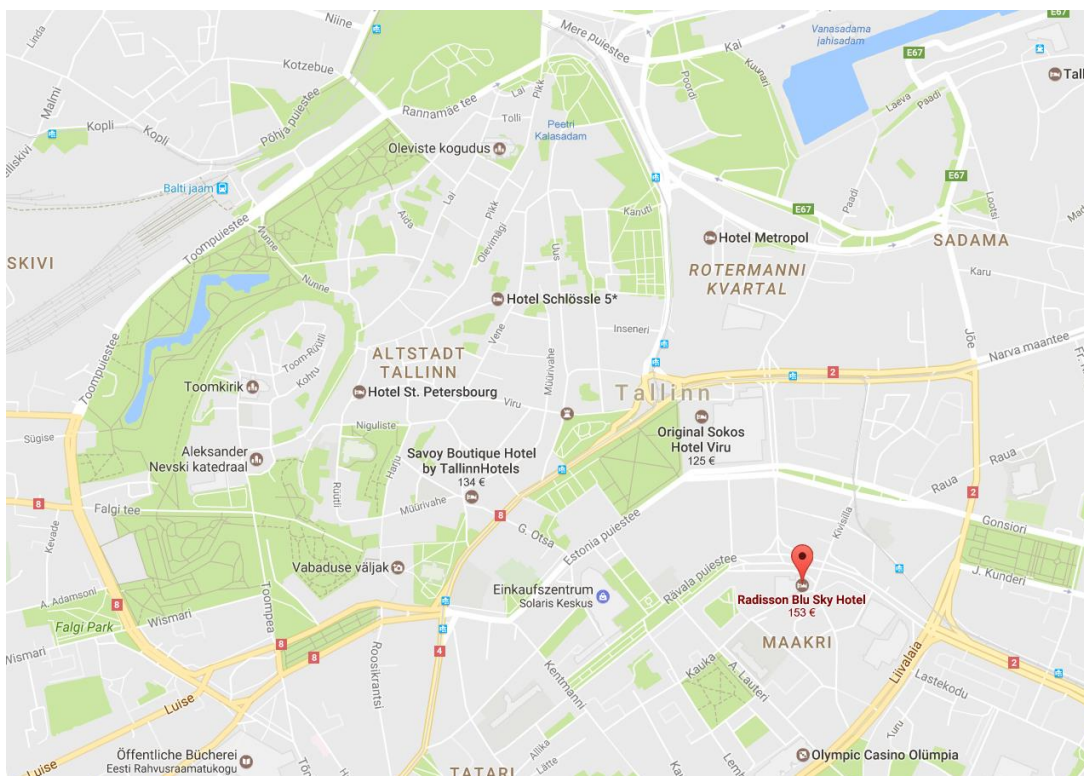 Linda
Niine
Mere puiestee
Kai
Vanasadama
jahisadam
E67
Kotzebue
Malmi
Kopli
Kopli
Põhja puiestee
Rannamäe tee
Lai
Pikk
Tolli
Poordi
Kuunari
Laeva
Paadi
Tall
Peetri
Kalasadam
Oleviste kogudus
Balti jaam
Toompuiestee
Nunne
Aida
Lai
Pikk
Olevimägi
Uus
Kanuti
E67
Paadi
E67
Lootsi
SADAMA
Hotel Metropol
SKIVI
ROTERMANNI
KVARTAL
Karu
Nunne
Hotel Schlössle 5*
Inseneri
Jõe
Narva maantee
Toompuiestee
Toom-Rüütli
Kohtu
Vene
Müürivahe
ALTSTADT
TALLINN
Toomkirik
Hotel St. Petersbourg
Viru
Tallinn
2
Sügise
Niguliste
Harju
Rüütli
Original Sokos
Hotel Viru
125 €
Aleksander
Nevski katedraal
Savoy Boutique Hotel
by TallinnHotels
134 €
Müürivahe
Raua
Raua
2
8
Falgi tee
Kevade
8
G. Otsa
Estonia puiestee
Kivisilla
Gonsiori
Vabaduse väljak
Einkaufszentrum
Solaris Keskus
Rävala puiestee
Radisson Blu Sky Hotel
153 €
J. Kunderi
A. Adamsoni
8
Wismari
Falgi Park
Toompea
Wismari
8
8
4
Roosikrantsi
MAAKRI
Liivalaia
2
Lastekodu
Luise
Luise
Kentmanni
Kauka
A. Lauteri
Turu
Öffentliche Bücherei
Eesti Rahvusraamatukogu
Allika
Lätte
TATARI
Olympic Casino Olümpia